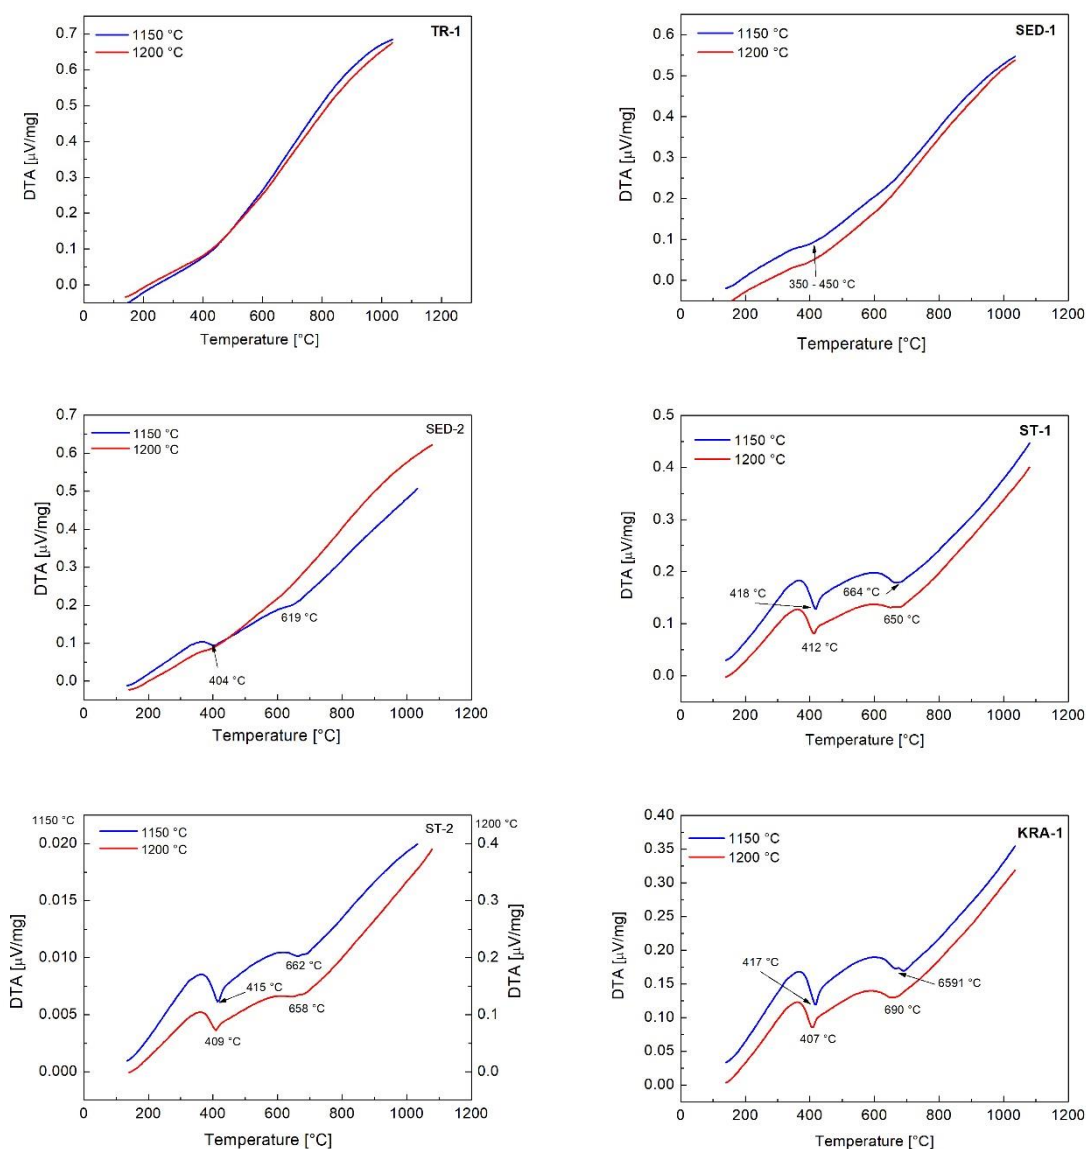 TR-1
1150 °C
1200 °C
0.7
0.6
0.5
0.4
0.3
0.2
0.1
0.0
DTA [μV/mg]
0 200 400 600 800 1000 1200
Temperature [°C]
SED-1
1150 °C
1200 °C
0.6
0.5
0.4
0.3
0.2
0.1
0.0
DTA [μV/mg]
350 - 450 °C
0 200 400 600 800 1000 1200
Temperature [°C]
SED-2
1150 °C
1200 °C
0.7
0.6
0.5
0.4
0.3
0.2
0.1
0.0
DTA [μV/mg]
619 °C
404 °C
0 200 400 600 800 1000 1200
Temperature [°C]
ST-1
1150 °C
1200 °C
0.5
0.4
0.3
0.2
0.1
0.0
DTA [μV/mg]
418 °C
664 °C
650 °C
412 °C
0 200 400 600 800 1000 1200
Temperature [°C]
1150 °C
1200 °C
ST-2
1150 °C
1200 °C
0.020
0.015
0.010
0.005
0.000
DTA [μV/mg]
0.4
0.3
0.2
0.1
0.0
DTA [μV/mg]
662 °C
415 °C
658 °C
409 °C
0 200 400 600 800 1000 1200
Temperature [°C]
KRA-1
1150 °C
1200 °C
0.40
0.35
0.30
0.25
0.20
0.15
0.10
0.05
0.00
DTA [μV/mg]
417 °C
6591 °C
690 °C
407 °C
0 200 400 600 800 1000 1200
Temperature [°C]